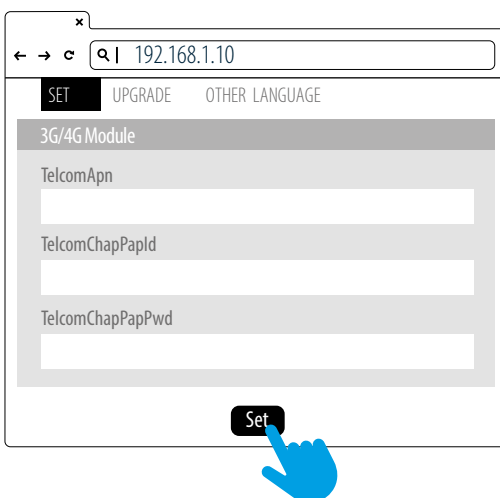 192.168.1.10
SET UPGRADE OTHER LANGUAGE
3G/4G Module
TelcomApn
TelcomChapPapId
TelcomChapPapPwd
Set